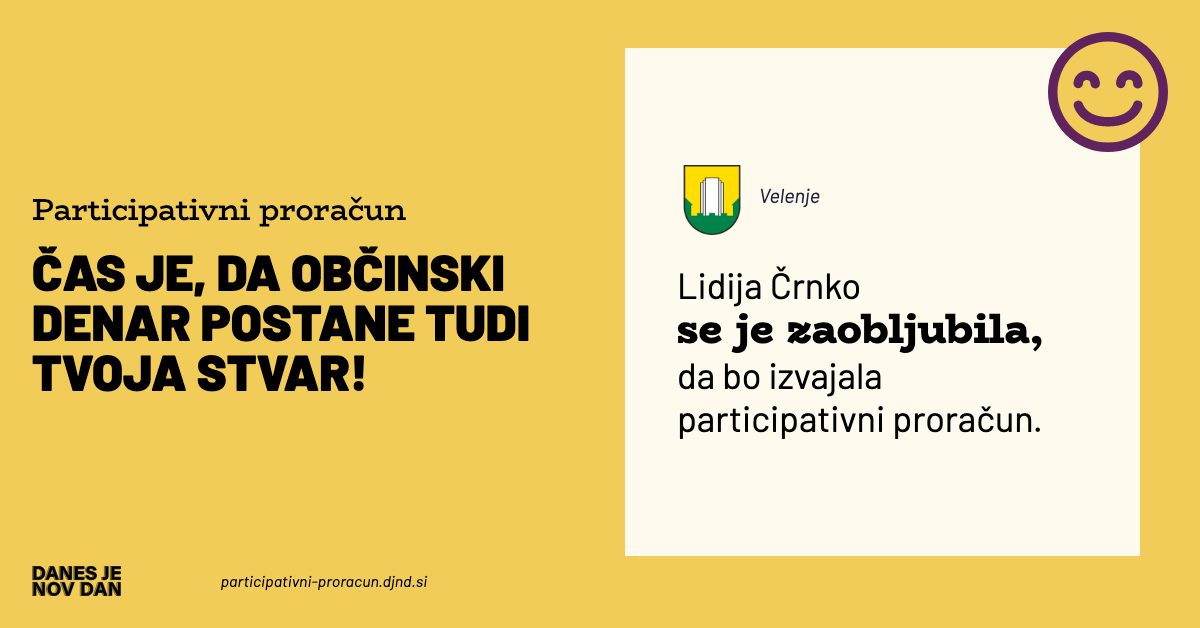 Participativni proračun
ČAS JE, DA OBČINSKI
DENAR POSTANE TUDI
TVOJA STVAR!
DANES JE
NOV DAN
participativni-proracun.djnd.si
Velenje
Lidija Črnko
se je zaobljubila,
da bo izvajala
participativni proračun.